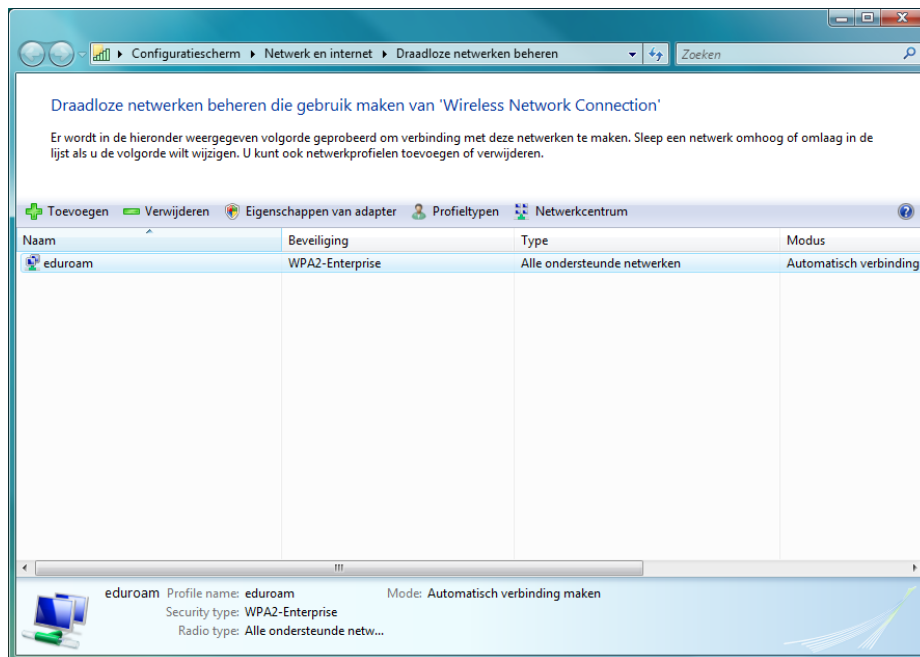 Configuratiescherm Netwerk en internet Draadloze netwerken beheren Zoeken
Draadloze netwerken beheren die gebruik maken van 'Wireless Network Connection'
Er wordt in de hieronder weergegeven volgorde geprobeerd om verbinding met deze netwerken te maken. Sleep een netwerk omhoog of omlaag in de
lijst als u de volgorde wilt wijzigen. U kunt ook netwerkprofielen toevoegen of verwijderen.
Toevoegen Verwijderen Eigenschappen van adapter Profieltypen Netwerkcentrum
Naam Beveiliging Type Modus
eduroam WPA2-Enterprise Alle ondersteunde netwerken Automatisch verbinding
eduroam Profile name: eduroam Mode: Automatisch verbinding maken
Security type: WPA2-Enterprise
Radio type: Alle ondersteunde netw...